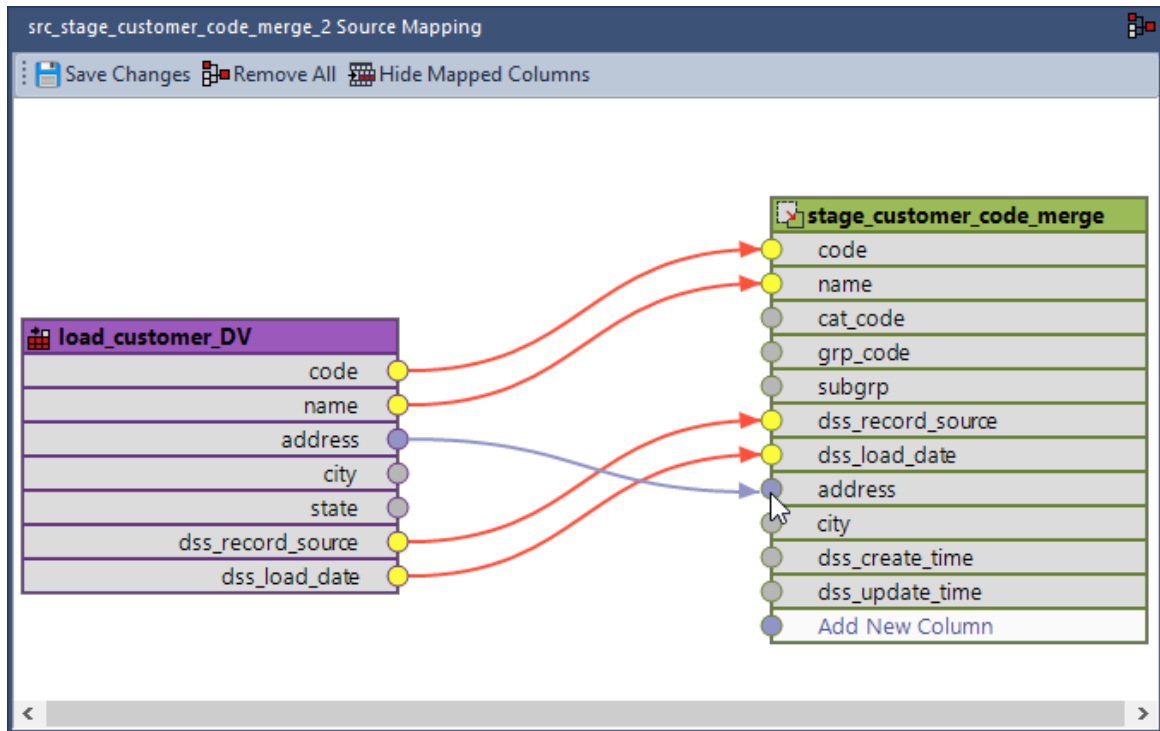 src_stage_customer_code_merge_2 Source Mapping
Save Changes Remove All Hide Mapped Columns
load_customer_DV
code
name
address
city
state
dss_record_source
dss_load_date
stage_customer_code_merge
code
name
cat_code
grp_code
subgrp
dss_record_source
dss_load_date
address
city
dss_create_time
dss_update_time
Add New Column